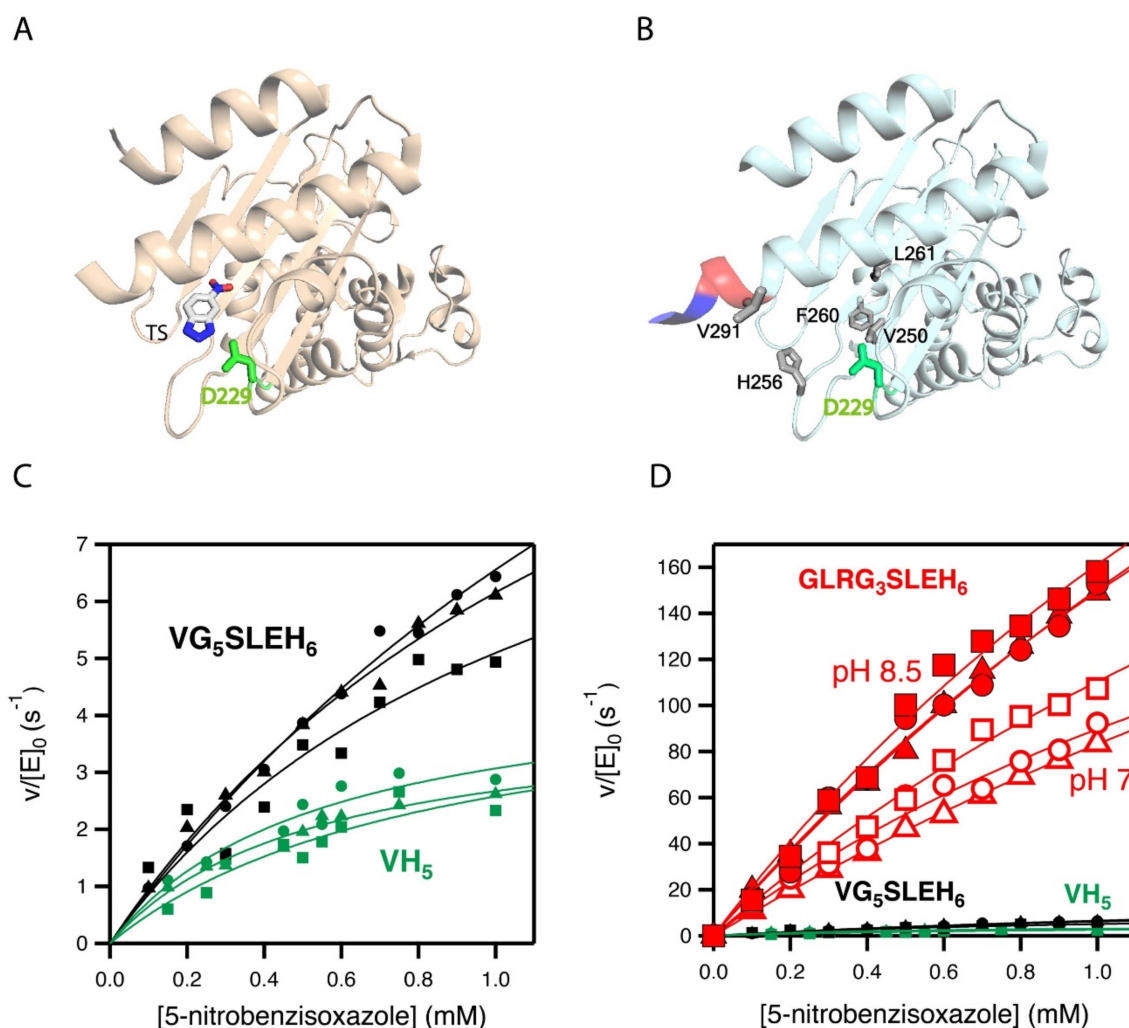 A
B
TS
D229
L261
V291
F260
V250
H256
D229
C
D
7
6
5
4
3
2
1
0
v/[E]₀ (s⁻¹)
VG₅SLEH₆
VH₅
0.0 0.2 0.4 0.6 0.8 1.0
[5-nitrobenzisoxazole] (mM)
160
140
120
100
80
60
40
20
0
v/[E]₀ (s⁻¹)
GLRG₃SLEH₆
pH 8.5
pH 7
VG₅SLEH₆
VH₅
0.0 0.2 0.4 0.6 0.8 1.0
[5-nitrobenzisoxazole] (mM)